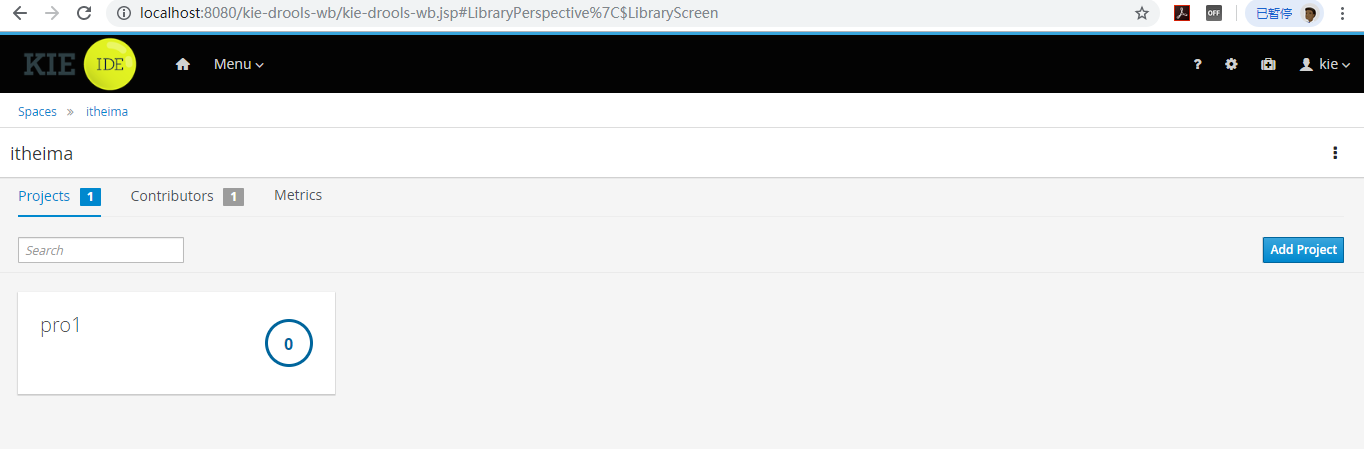 localhost:8080/kie-drools-wb/kie-drools-wb.jsp#LibraryPerspective%7C$LibraryScreen
OFF
已暂停
KIE IDE Menu ? kie
Spaces » itheima
itheima
Projects 1 Contributors 1 Metrics
Search Add Project
pro1 0